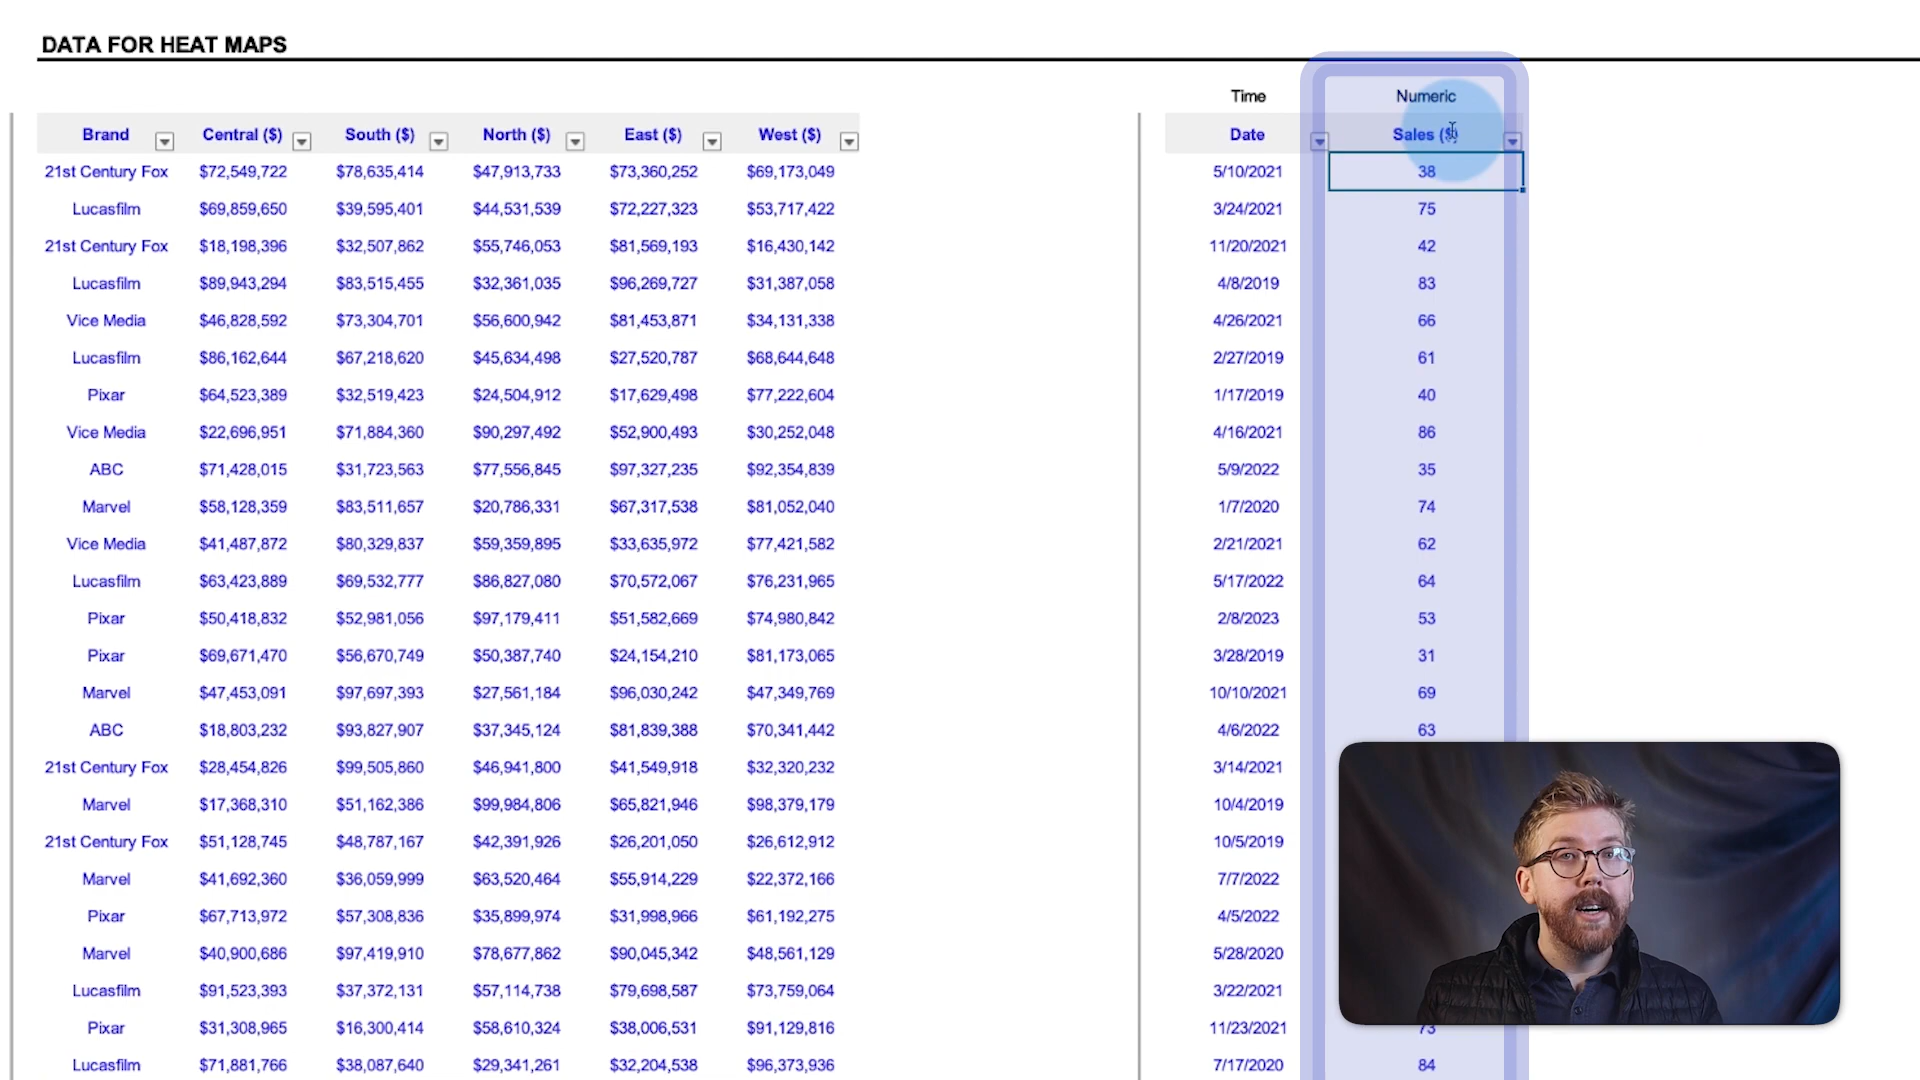 DATA FOR HEAT MAPS
Time Numeric
Brand Central ($) South ($) North ($) East ($) West ($) Date Sales ($)
21st Century Fox $72,549,722 $78,635,414 $47,913,733 $73,360,252 $69,173,049 5/10/2021 38
Lucasfilm $69,859,650 $39,595,401 $44,531,539 $72,227,323 $53,717,422 3/24/2021 75
21st Century Fox $18,198,396 $32,507,862 $55,746,053 $81,569,193 $16,430,142 11/20/2021 42
Lucasfilm $89,943,294 $83,515,455 $32,361,035 $96,269,727 $31,387,058 4/8/2019 83
Vice Media $46,828,592 $73,304,701 $56,600,942 $81,453,871 $34,131,338 4/26/2021 66
Lucasfilm $86,162,644 $67,218,620 $45,634,498 $27,520,787 $68,644,648 2/27/2019 61
Pixar $64,523,389 $32,519,423 $24,504,912 $17,629,498 $77,222,604 1/17/2019 40
Vice Media $22,696,951 $71,884,360 $90,297,492 $52,900,493 $30,252,048 4/16/2021 86
ABC $71,428,015 $31,723,563 $77,556,845 $97,327,235 $92,354,839 5/9/2022 35
Marvel $58,128,359 $83,511,657 $20,786,331 $67,317,538 $81,052,040 1/7/2020 74
Vice Media $41,487,872 $80,329,837 $59,359,895 $33,635,972 $77,421,582 2/21/2021 62
Lucasfilm $63,423,889 $69,532,777 $86,827,080 $70,572,067 $76,231,965 5/17/2022 64
Pixar $50,418,832 $52,981,056 $97,179,411 $51,582,669 $74,980,842 2/8/2023 53
Pixar $69,671,470 $56,670,749 $50,387,740 $24,154,210 $81,173,065 3/28/2019 31
Marvel $47,453,091 $97,697,393 $27,561,184 $96,030,242 $47,349,769 10/10/2021 69
ABC $18,803,232 $93,827,907 $37,345,124 $81,839,388 $70,341,442 4/6/2022 63
21st Century Fox $28,454,826 $99,505,860 $46,941,800 $41,549,918 $32,320,232 3/14/2021
Marvel $17,368,310 $51,162,386 $99,984,806 $65,821,946 $98,379,179 10/4/2019
21st Century Fox $51,128,745 $48,787,167 $42,391,926 $26,201,050 $26,612,912 10/5/2019
Marvel $41,692,360 $36,059,999 $63,520,464 $55,914,229 $22,372,166 7/7/2022
Pixar $67,713,972 $57,308,836 $35,899,974 $31,998,966 $61,192,275 4/5/2022
Marvel $40,900,686 $97,419,910 $78,677,862 $90,045,342 $48,561,129 5/28/2020
Lucasfilm $91,523,393 $37,372,131 $57,114,738 $79,698,587 $73,759,064 3/22/2021
Pixar $31,308,965 $16,300,414 $58,610,324 $38,006,531 $91,129,816 11/23/2021 73
Lucasfilm $71,881,766 $38,087,640 $29,341,261 $32,204,538 $96,373,936 7/17/2020 84